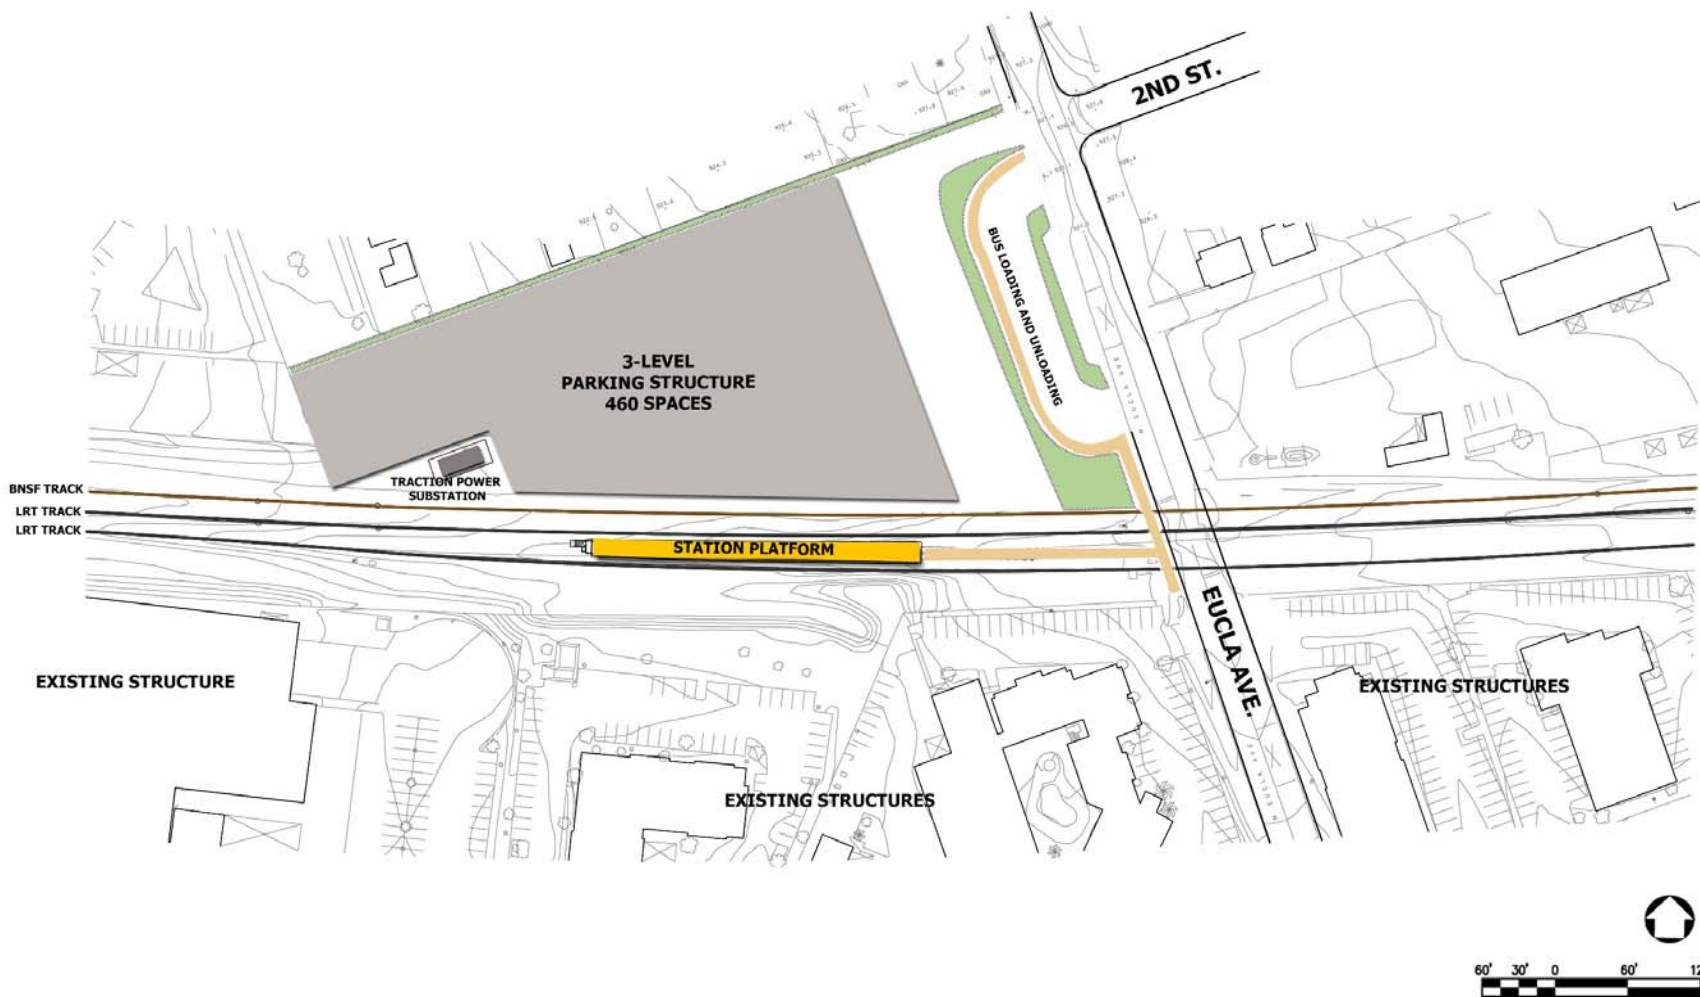 2ND ST.
BUS LOADING AND UNLOADING
3-LEVEL
PARKING STRUCTURE
460 SPACES
TRACTION POWER
SUBSTATION
BNSF TRACK
LRT TRACK
LRT TRACK
STATION PLATFORM
EUCLA AVE.
EXISTING STRUCTURE
EXISTING STRUCTURES
EXISTING STRUCTURES
60' 30' 0 60' 12